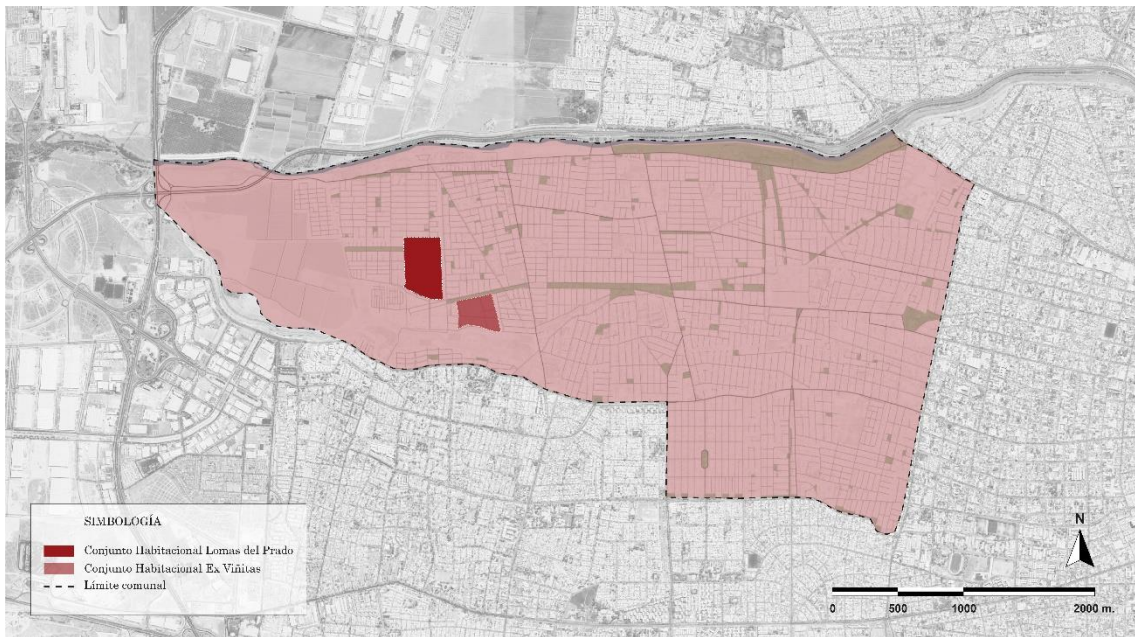 SIMBOLOGÍA
Conjunto Habitacional Lomas del Prado
Conjunto Habitacional Ex Viñitas
Límite comunal
N
0 500 1000 2000 m.